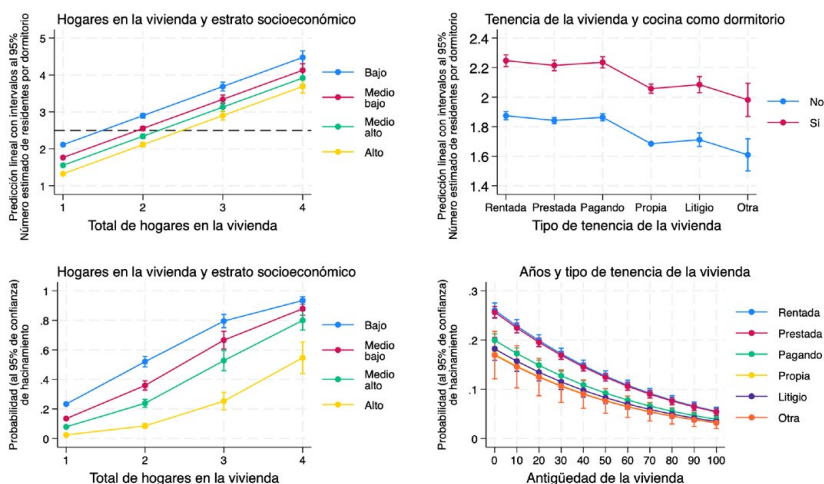 Hogares en la vivienda y estrato socioeconómico
Predicción lineal con intervalos al 95%
Número estimado de residentes por dormitorio
5
4
3
2
1
1 2 3 4
Total de hogares en la vivienda
Bajo
Medio
bajo
Medio
alto
Alto
Tenencia de la vivienda y cocina como dormitorio
Predicción lineal con intervalos al 95%
Número estimado de residentes por dormitorio
2.4
2.2
2
1.8
1.6
1.4
Rentada Prestada Pagando Propia Litigio Otra
Tipo de tenencia de la vivienda
No
Sí
Hogares en la vivienda y estrato socioeconómico
Probabilidad (al 95% de confianza)
de hacinamiento
1
.8
.6
.4
.2
0
1 2 3 4
Total de hogares en la vivienda
Bajo
Medio
bajo
Medio
alto
Alto
Años y tipo de tenencia de la vivienda
Probabilidad (al 95% de confianza)
de hacinamiento
.3
.2
.1
0
0 10 20 30 40 50 60 70 80 90 100
Antigüedad de la vivienda
Rentada
Prestada
Pagando
Propia
Litigio
Otra